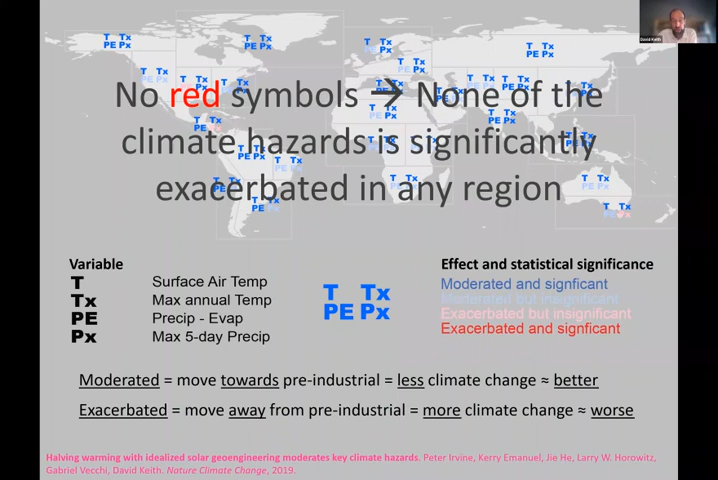 David Keith
No red symbols → None of the
climate hazards is significantly
exacerbated in any region
Variable
T Surface Air Temp
Tx Max annual Temp
PE Precip - Evap
Px Max 5-day Precip
T Tx
PE Px
Effect and statistical significance
Moderated and signficant
Moderated but insignificant
Exacerbated but insignificant
Exacerbated and signficant
Moderated = move towards pre-industrial = less climate change ≈ better
Exacerbated = move away from pre-industrial = more climate change ≈ worse
Halving warming with idealized solar geoengineering moderates key climate hazards. Peter Irvine, Kerry Emanuel, Jie He, Larry W. Horowitz,
Gabriel Vecchi, David Keith. Nature Climate Change, 2019.